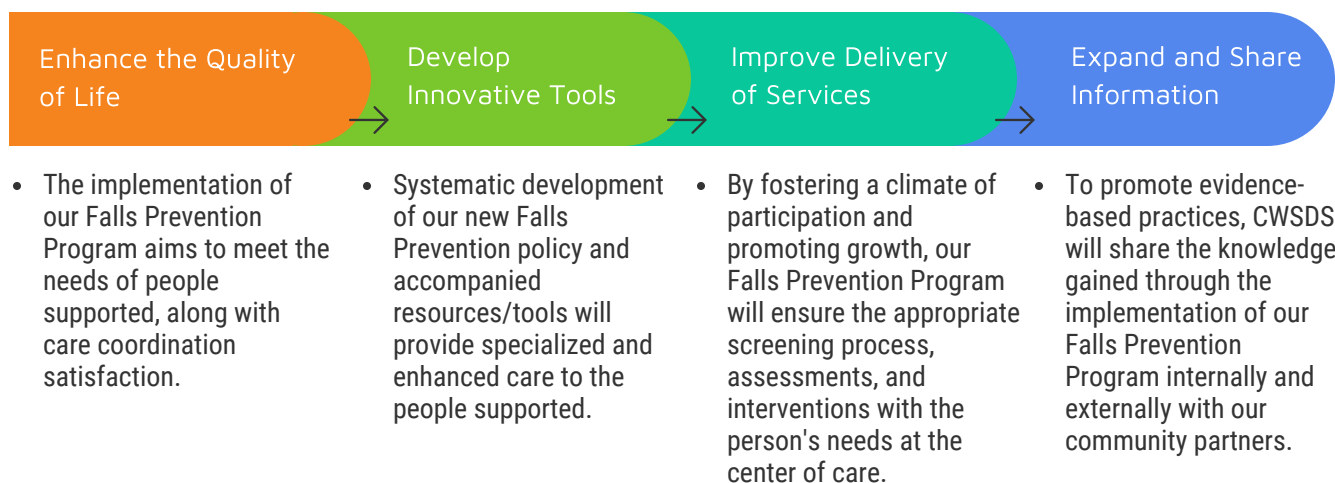 Enhance the Quality
of Life
Develop
Innovative Tools
Improve Delivery
of Services
Expand and Share
Information
• The implementation of
our Falls Prevention
Program aims to meet the
needs of people
supported, along with
care coordination
satisfaction.
• Systematic development
of our new Falls
Prevention policy and
accompanied
resources/tools will
provide specialized and
enhanced care to the
people supported.
• By fostering a climate of
participation and
promoting growth, our
Falls Prevention Program
will ensure the appropriate
screening process,
assessments, and
interventions with the
person's needs at the
center of care.
• To promote evidence-
based practices, CWSDS
will share the knowledge
gained through the
implementation of our
Falls Prevention
Program internally and
externally with our
community partners.